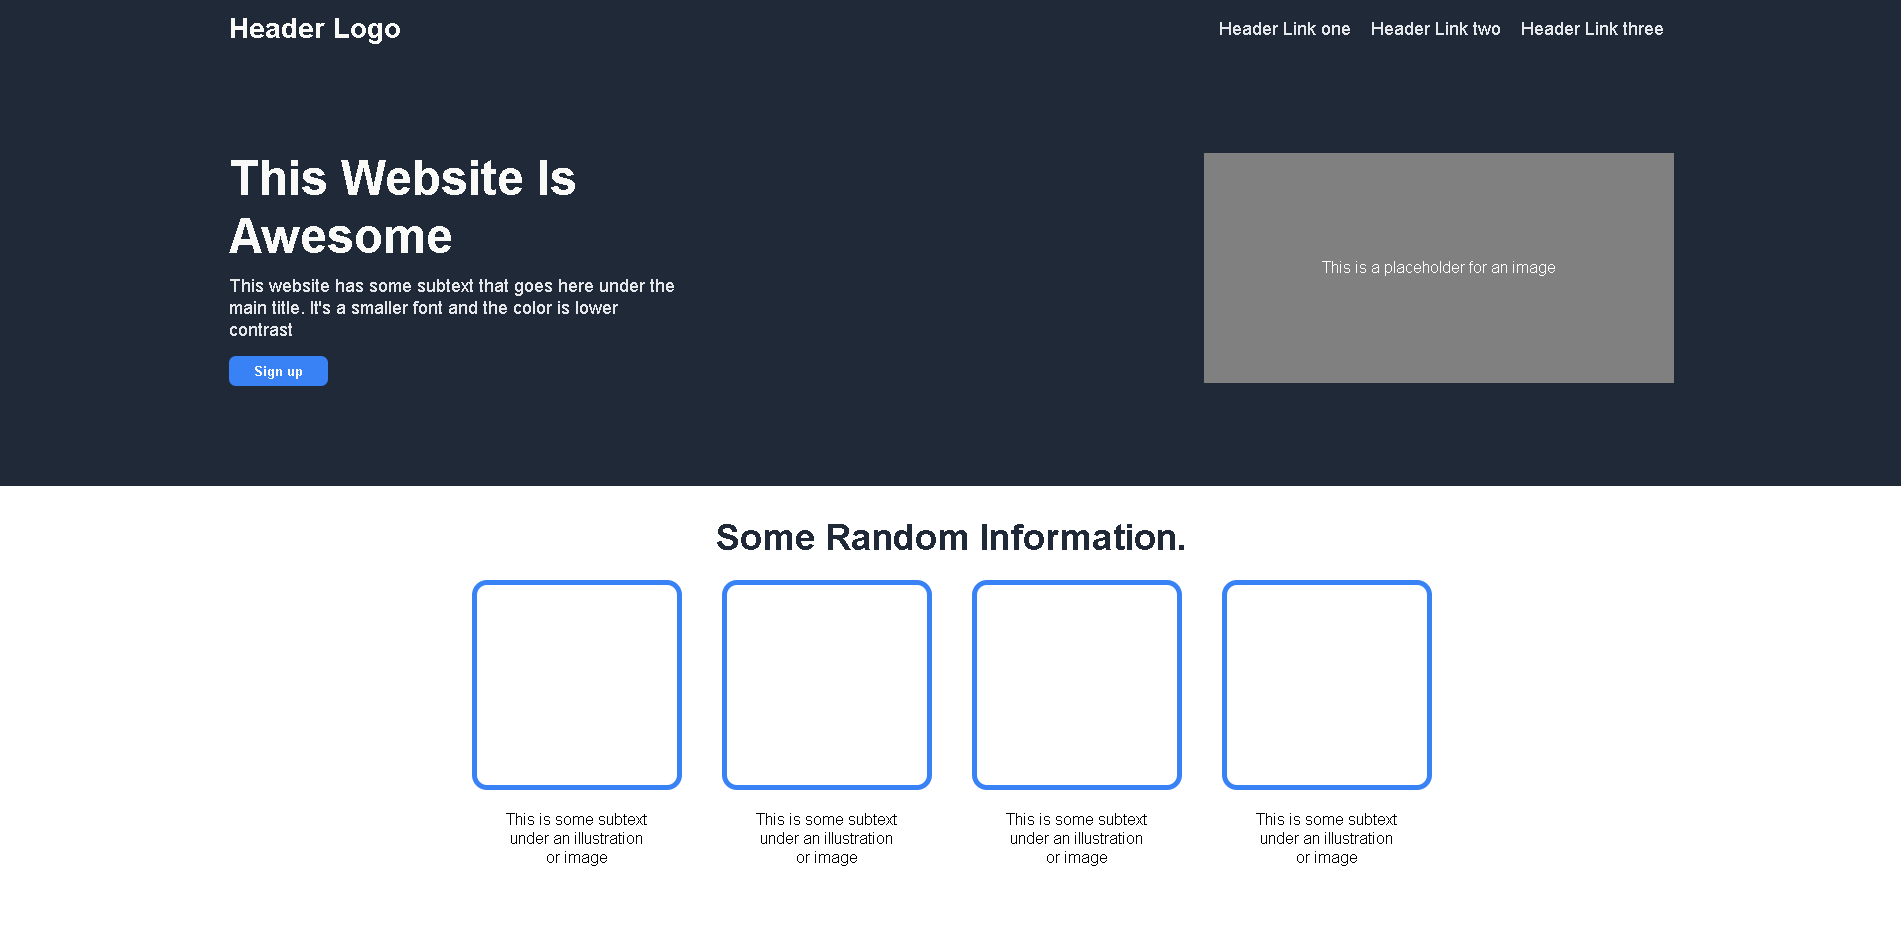 Header Logo
Header Link one
Header Link two
Header Link three
This Website Is
Awesome
This website has some subtext that goes here under the
main title. It's a smaller font and the color is lower
contrast
Sign up
This is a placeholder for an image
Some Random Information.
This is some subtext
under an illustration
or image
This is some subtext
under an illustration
or image
This is some subtext
under an illustration
or image
This is some subtext
under an illustration
or image